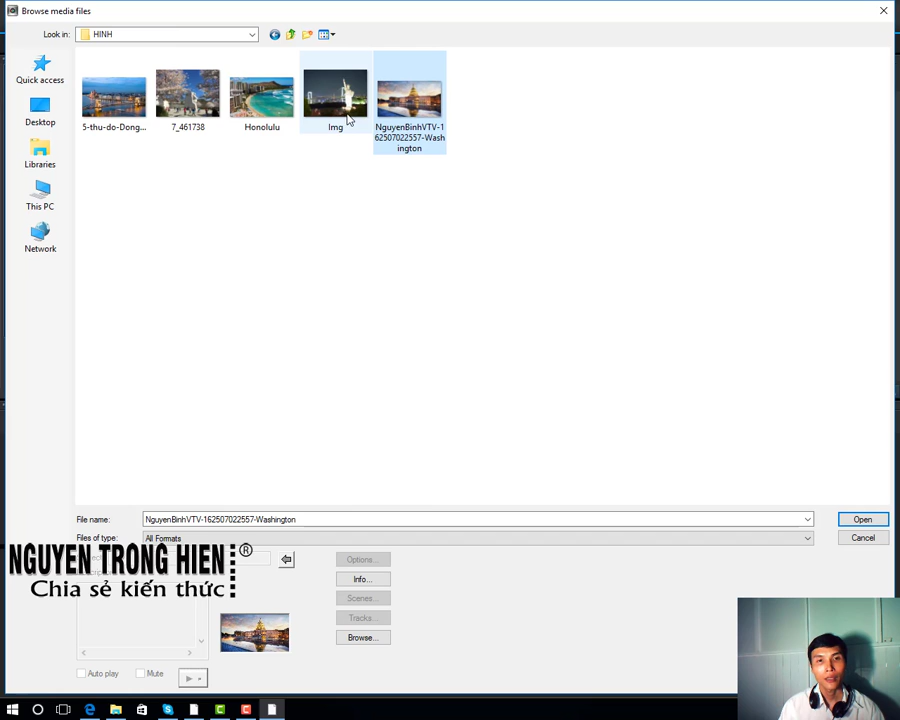 Browse media files
Look in: HINH
Quick access
Desktop
Libraries
This PC
Network
5-thu-do-Dong...
7_461738
Honolulu
Img
NguyenBinhVTV-1
62507022557-Wash
ington
File name: NguyenBinhVTV-162507022557-Washington
Open
Files of type: All Formats
Cancel
NGUYEN TRONG HIEN ®
Chia sẻ kiến thức
Options...
Info...
Scenes...
Tracks...
Browse...
Auto play
Mute